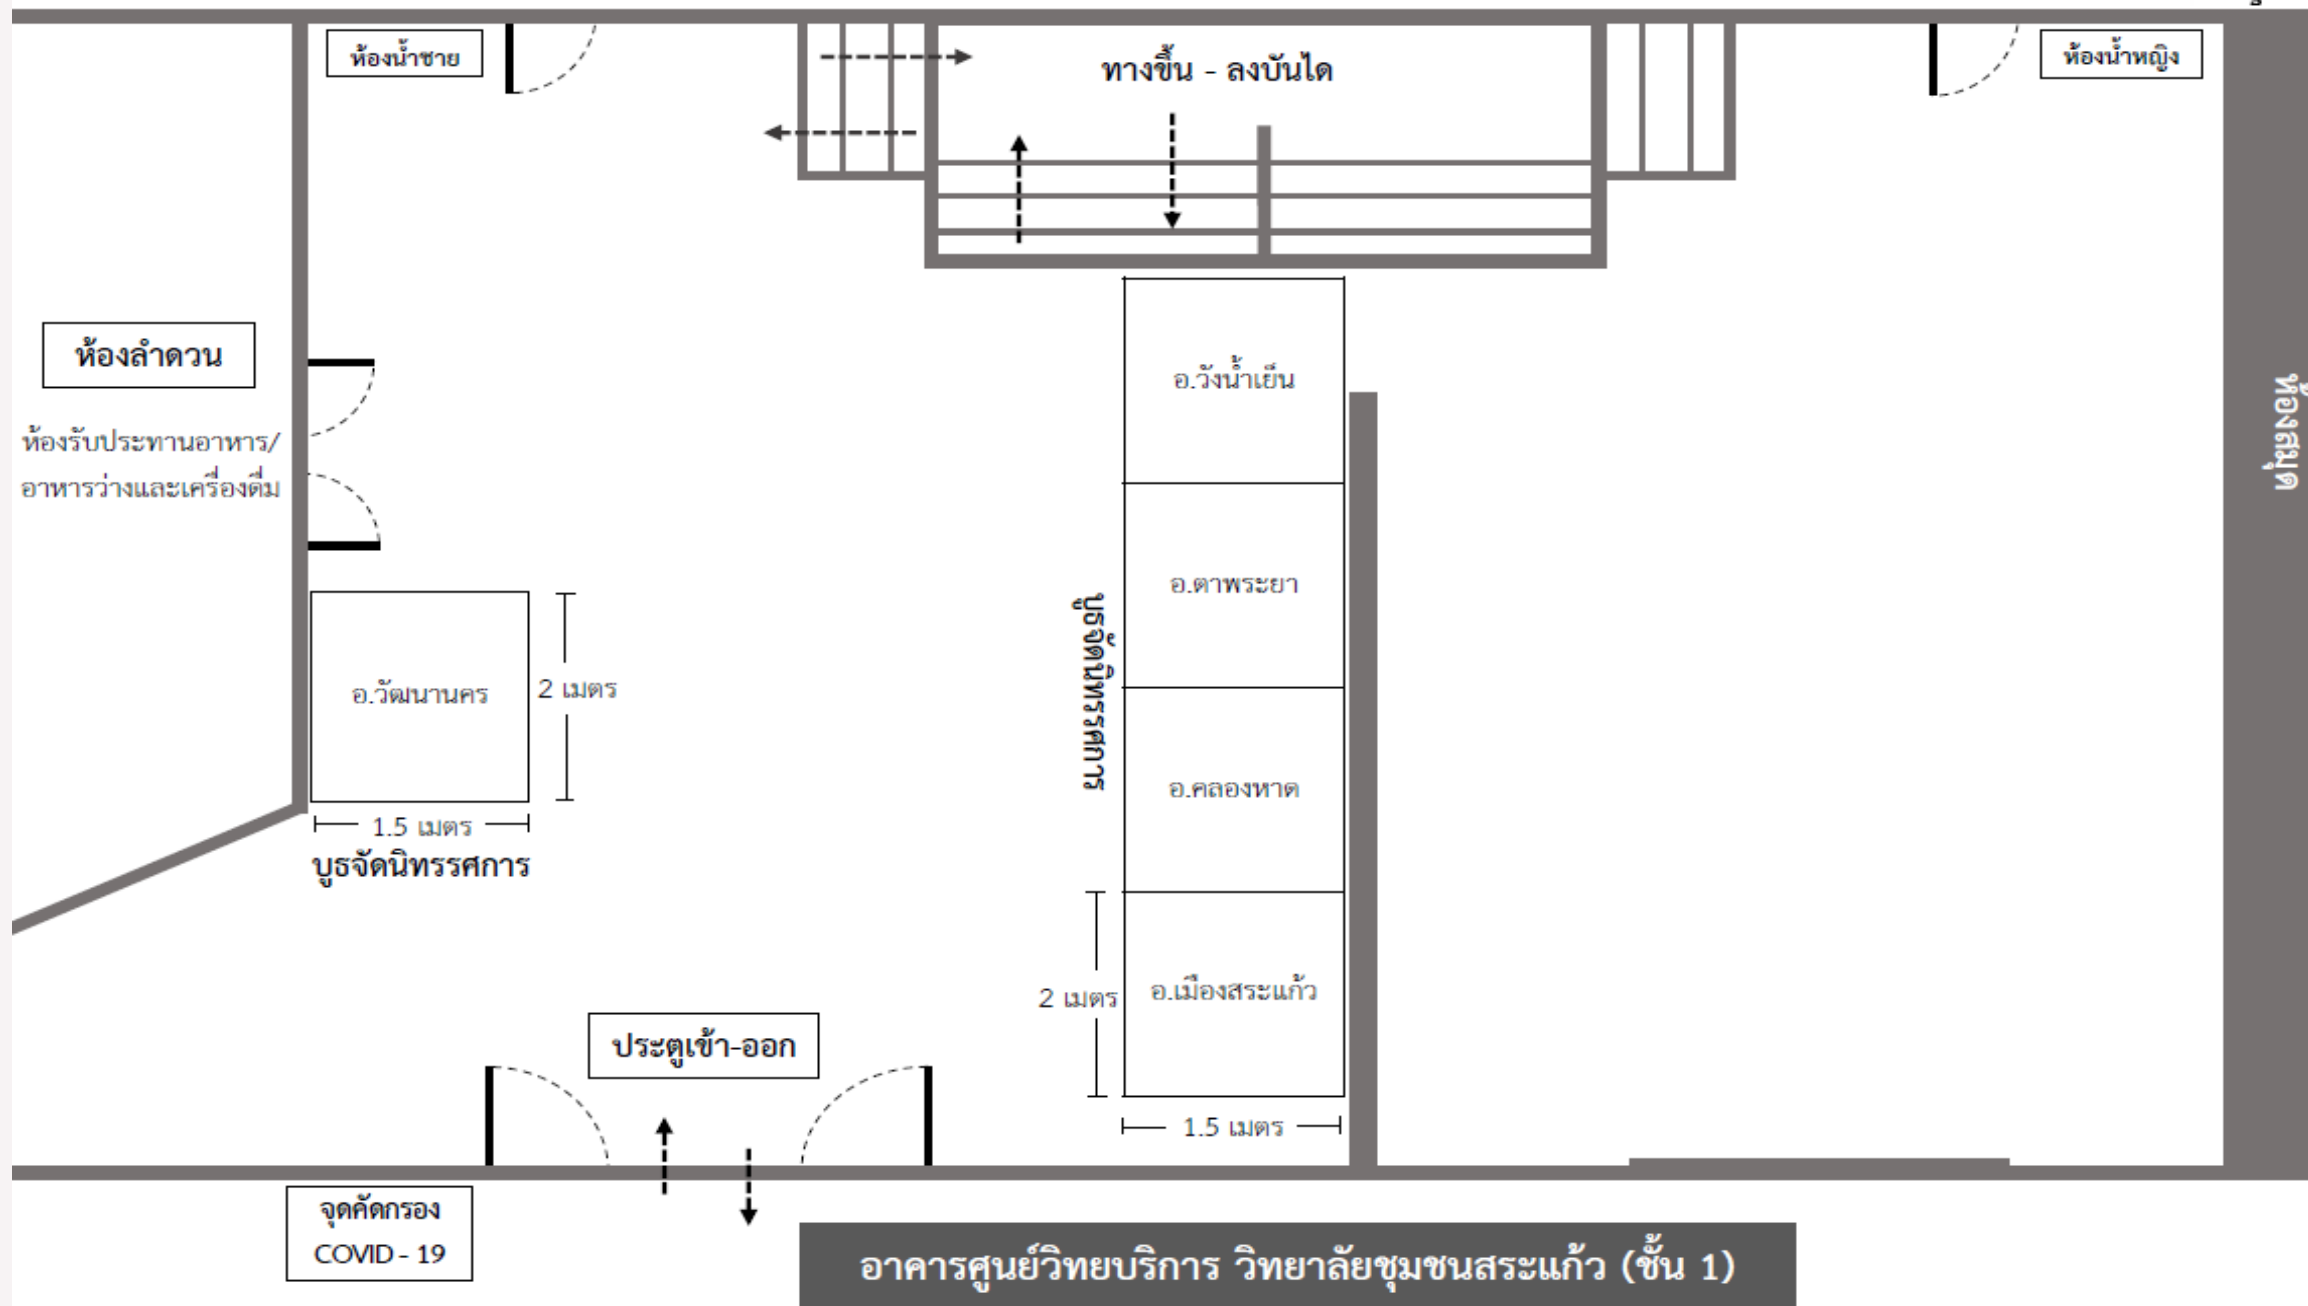 ห้องน้ำชาย
ทางขึ้น - ลงบันได
ห้องน้ำหญิง
ห้องลำดวน
ห้องรับประทานอาหาร/
อาหารว่างและเครื่องดื่ม
อ.วังน้ำเย็น
ห้องสมุด
อ.ตาพระยา
บูธจัดนิทรรศการ
อ.วัฒนานคร
2 เมตร
1.5 เมตร
บูธจัดนิทรรศการ
อ.คลองหาด
2 เมตร
อ.เมืองสระแก้ว
1.5 เมตร
ประตูเข้า-ออก
จุดคัดกรอง
COVID - 19
อาคารศูนย์วิทยบริการ วิทยาลัยชุมชนสระแก้ว (ชั้น 1)